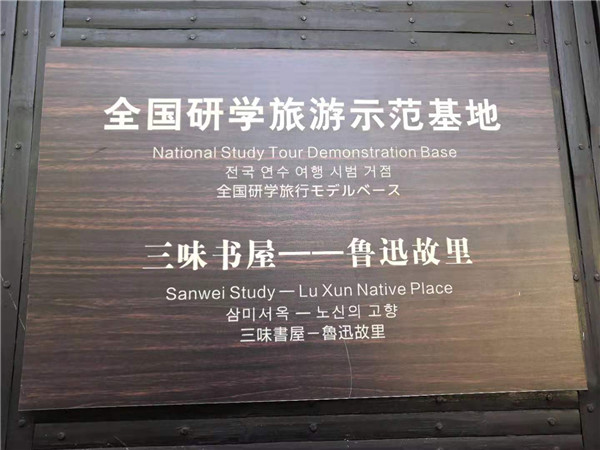 全国研学旅游示范基地
National Study Tour Demonstration Base
전국 연수 여행 시범 거점
全国研学旅行モデルベース
三味书屋——鲁迅故里
Sanwei Study — Lu Xun Native Place
삼미서옥 — 노신의 고향
三味書屋－魯迅故里